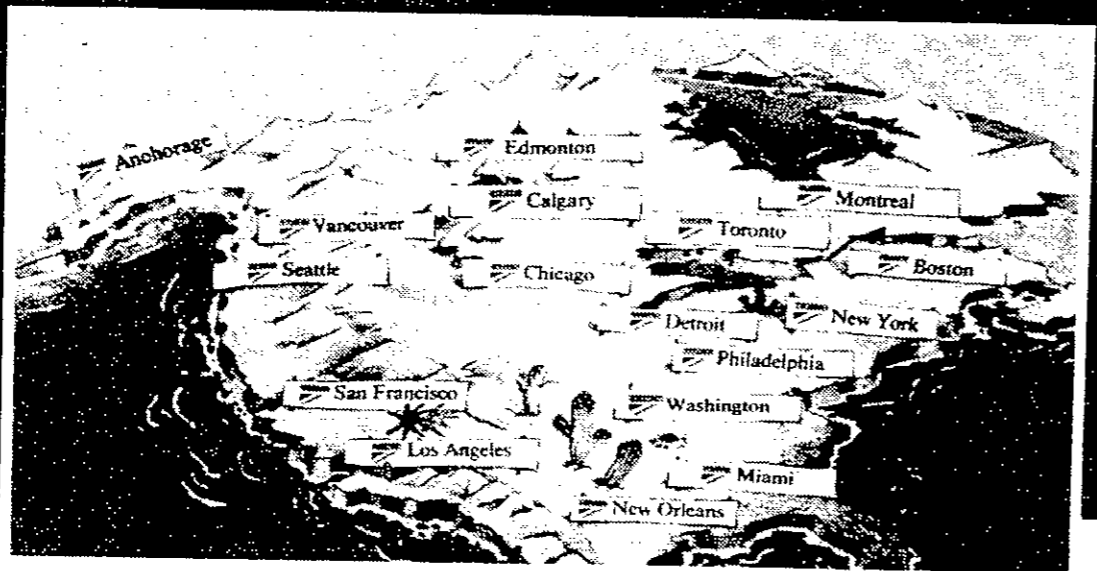 Anchorage
Edmonton
Calgary
Montreal
Vancouver
Toronto
Seattle
Chicago
Boston
Detroit
New York
Philadelphia
San Francisco
Washington
Los Angeles
Miami
New Orleans